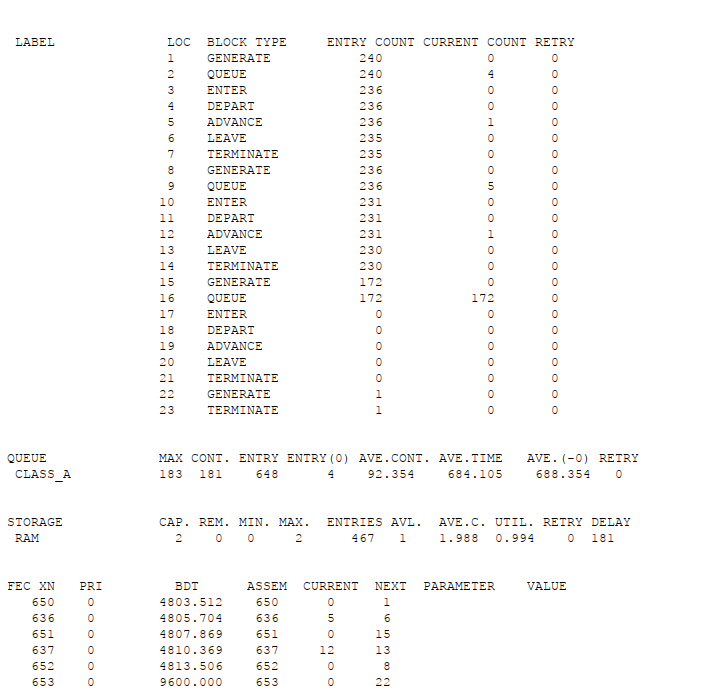 LABEL LOC BLOCK TYPE ENTRY COUNT CURRENT COUNT RETRY
1 GENERATE 240 0 0
2 QUEUE 240 4 0
3 ENTER 236 0 0
4 DEPART 236 0 0
5 ADVANCE 236 1 0
6 LEAVE 235 0 0
7 TERMINATE 235 0 0
8 GENERATE 236 0 0
9 QUEUE 236 5 0
10 ENTER 231 0 0
11 DEPART 231 0 0
12 ADVANCE 231 1 0
13 LEAVE 230 0 0
14 TERMINATE 230 0 0
15 GENERATE 172 0 0
16 QUEUE 172 172 0
17 ENTER 0 0 0
18 DEPART 0 0 0
19 ADVANCE 0 0 0
20 LEAVE 0 0 0
21 TERMINATE 0 0 0
22 GENERATE 1 0 0
23 TERMINATE 1 0 0
QUEUE MAX CONT. ENTRY ENTRY(0) AVE.CONT. AVE.TIME AVE.(-0) RETRY
CLASS_A 183 181 648 4 92.354 684.105 688.354 0
STORAGE CAP. REM. MIN. MAX. ENTRIES AVL. AVE.C. UTIL. RETRY DELAY
RAM 2 0 0 2 467 1 1.988 0.994 0 181
FEC XN PRI BDT ASSEM CURRENT NEXT PARAMETER VALUE
650 0 4803.512 650 0 1
636 0 4805.704 636 5 6
651 0 4807.869 651 0 15
637 0 4810.369 637 12 13
652 0 4813.506 652 0 8
653 0 9600.000 653 0 22